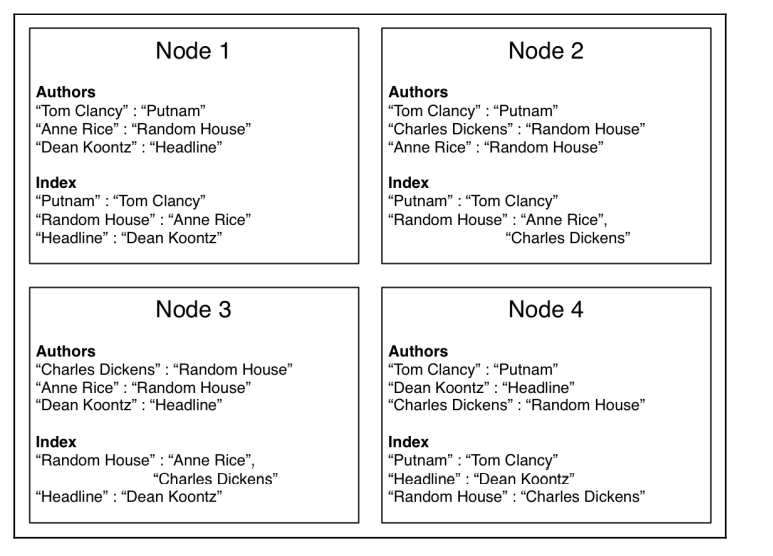 Node 1
Authors
“Tom Clancy” : “Putnam”
“Anne Rice” : “Random House”
“Dean Koontz” : “Headline”
Index
“Putnam” : “Tom Clancy”
“Random House” : “Anne Rice”
“Headline” : “Dean Koontz”
Node 2
Authors
“Tom Clancy” : “Putnam”
“Charles Dickens” : “Random House”
“Anne Rice” : “Random House”
Index
“Putnam” : “Tom Clancy”
“Random House” : “Anne Rice”,
“Charles Dickens”
Node 3
Authors
“Charles Dickens” : “Random House”
“Anne Rice” : “Random House”
“Dean Koontz” : “Headline”
Index
“Random House” : “Anne Rice”,
“Charles Dickens”
“Headline” : “Dean Koontz”
Node 4
Authors
“Tom Clancy” : “Putnam”
“Dean Koontz” : “Headline”
“Charles Dickens” : “Random House”
Index
“Putnam” : “Tom Clancy”
“Headline” : “Dean Koontz”
“Random House” : “Charles Dickens”